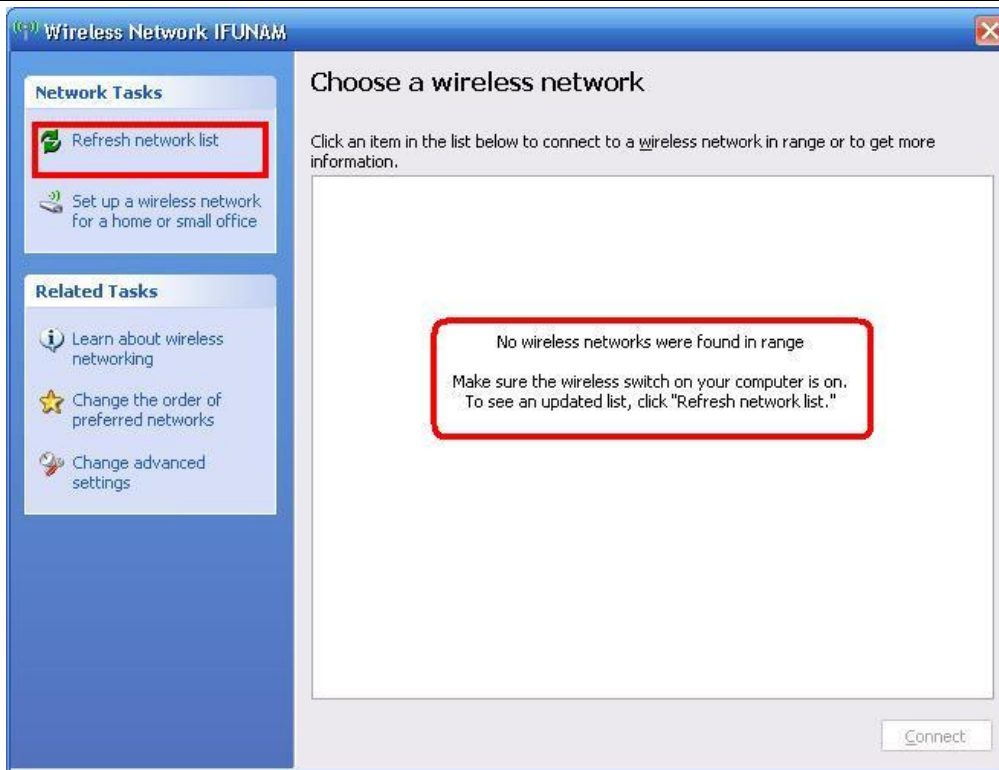 Wireless Network IFUNAM
Network Tasks
Refresh network list
Set up a wireless network
for a home or small office
Related Tasks
Learn about wireless
networking
Change the order of
preferred networks
Change advanced
settings
Choose a wireless network
Click an item in the list below to connect to a wireless network in range or to get more
information.
No wireless networks were found in range
Make sure the wireless switch on your computer is on.
To see an updated list, click "Refresh network list."
Connect